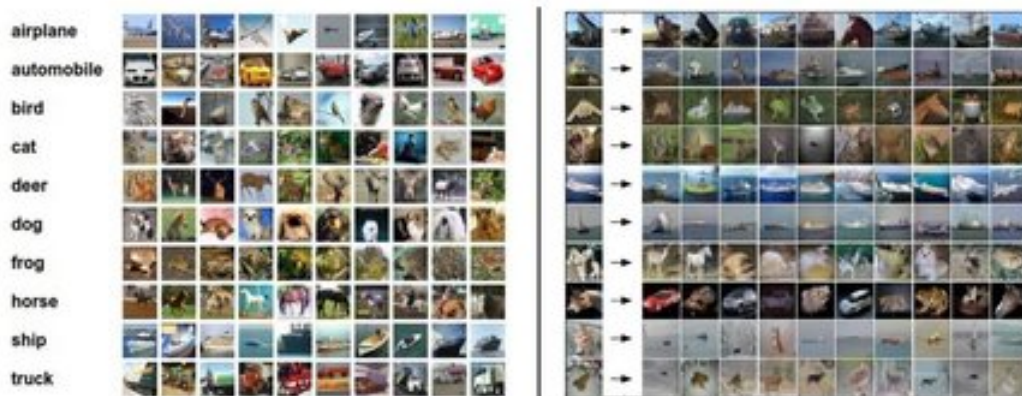 airplane
automobile
bird
cat
deer
dog
frog
horse
ship
truck